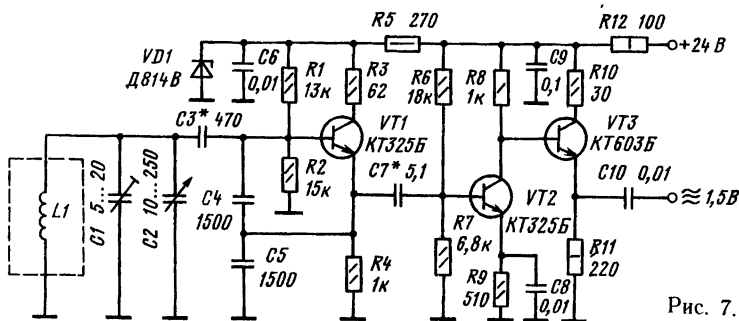 R5 270
R12 100
+24 В
VD1
Д814В
C6
0,01
R1
13к
R3
62
R6
18к
R8
1к
C9
0,1
R10
30
C3* 470
VT1
КТ325Б
VT3
КТ603Б
L1
C1 5...20
C2 10...250
R2
15к
C7* 5,1
C10 0,01
≈ 1,5В
C4
1500
VT2
КТ325Б
C5
1500
R4
1к
R7
6,8к
R9
510
C8
0,01
R11
220
Рис. 7.